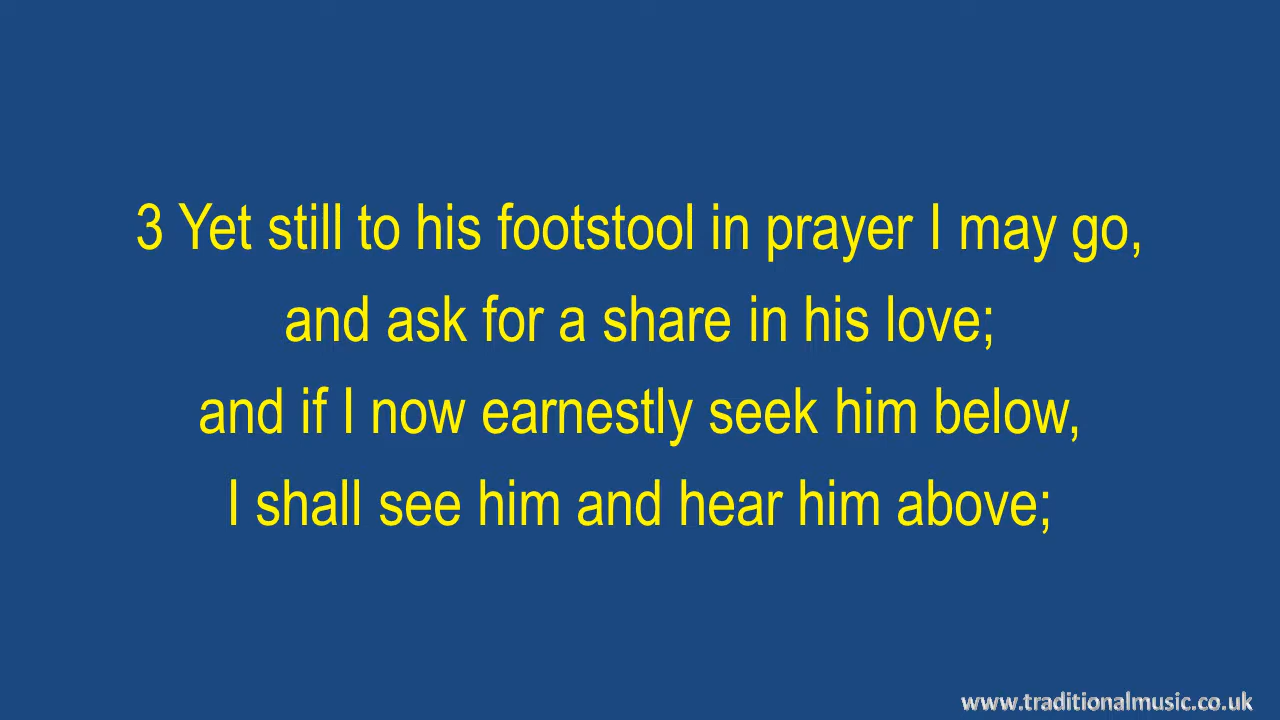 3 Yet still to his footstool in prayer I may go,
and ask for a share in his love;
and if I now earnestly seek him below,
I shall see him and hear him above;
www.traditionalmusic.co.uk